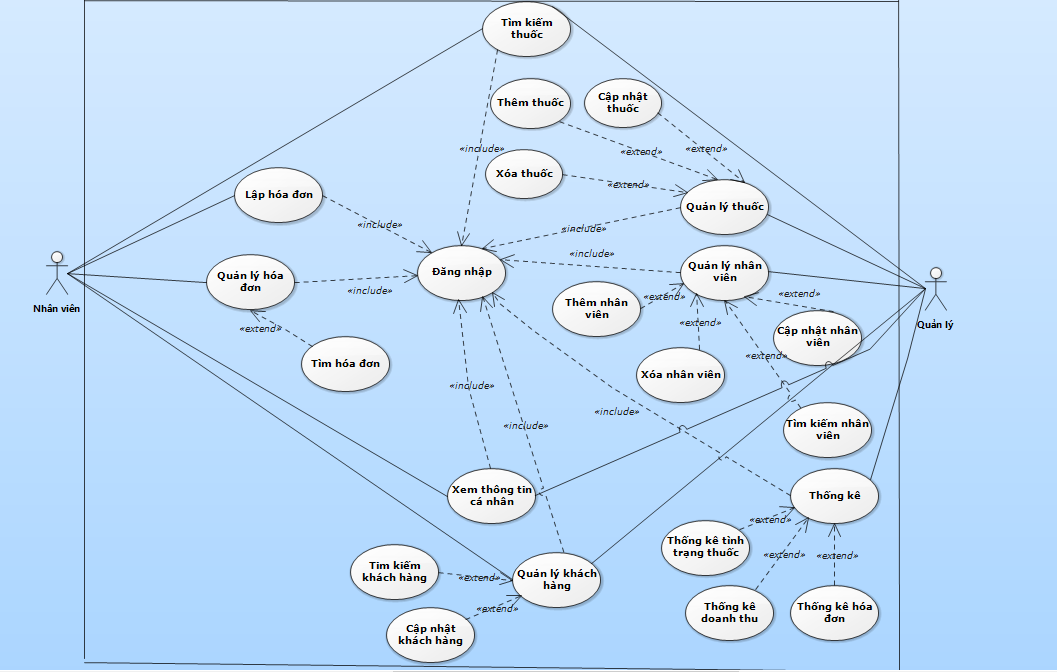 Tìm kiếm
thuốc
Thêm thuốc
Cập nhật
thuốc
«include»
«extend»
«extend»
Xóa thuốc
«extend»
Lập hóa đơn
Quản lý thuốc
«include»
«include»
«include»
Quản lý hóa
đơn
Đăng nhập
Quản lý nhân
viên
Nhân viên
«include»
Thêm nhân
viên
«extend»
«extend»
Quản lý
«extend»
«extend»
Cập nhật nhân
viên
Tìm hóa đơn
«extend»
Xóa nhân viên
«include»
«include»
«include»
Tìm kiếm nhân
viên
Xem thông tin
cá nhân
Thống kê
«extend»
Thống kê tình
trạng thuốc
«extend»
«extend»
Tìm kiếm
khách hàng
«extend»
Quản lý khách
hàng
«extend»
Cập nhật
khách hàng
Thống kê
doanh thu
Thống kê hóa
đơn